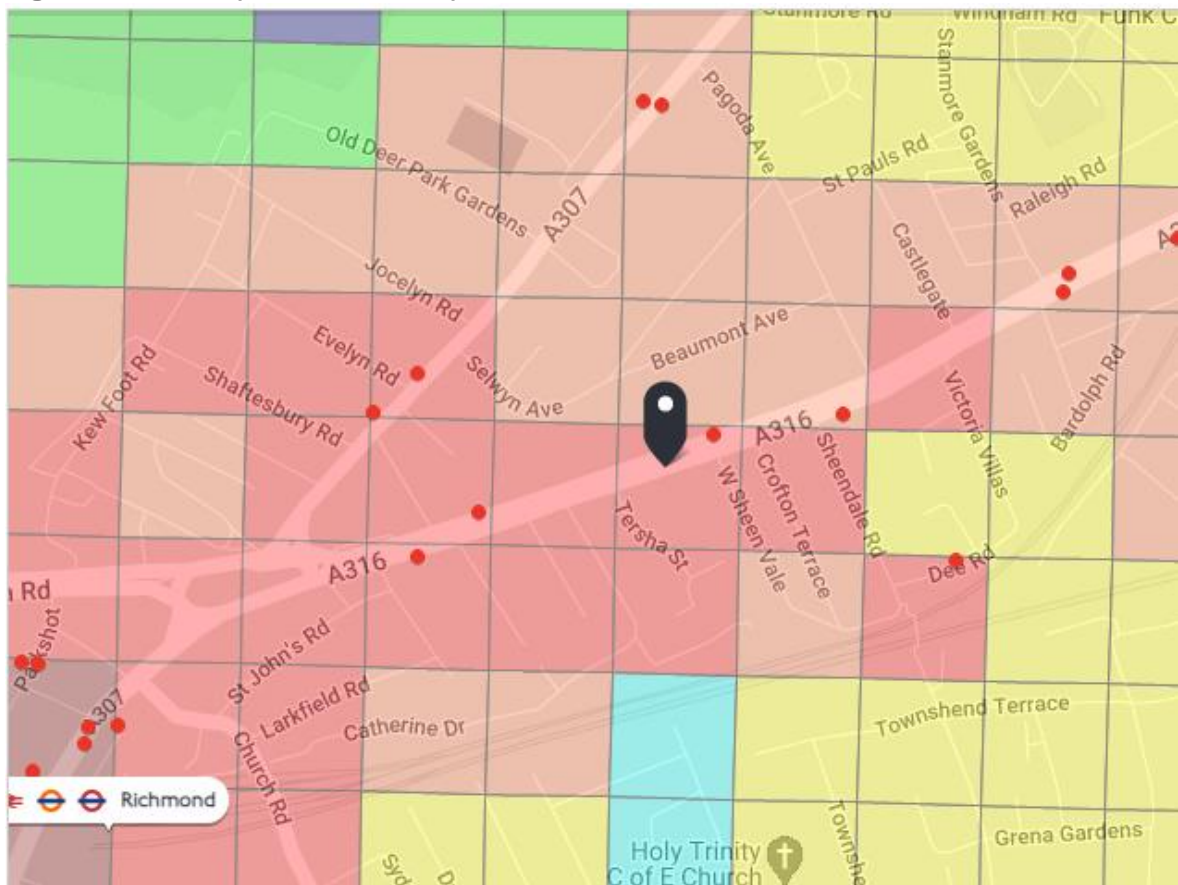 Stanmore Rd
Windham Rd
Funk C
Stanmore Gardens
Pagoda Ave
Old Deer Park Gardens
St Pauls Rd
Raleigh Rd
A307
Castlegate
Jocelyn Rd
Beaumont Ave
Evelyn Rd
Selwyn Ave
Kew Foot Rd
Shaftesbury Rd
Victoria Villas
Bardolph Rd
A316
Sheendale Rd
Crofton Terrace
W Sheen Vale
Tersha St
Dee Rd
A316
Rd
Parkshot
St John's Rd
Larkfield Rd
A307
Catherine Dr
Church Rd
Townshend Terrace
Richmond
Grena Gardens
Townshe
Holy Trinity
C of E Church
Syd
D